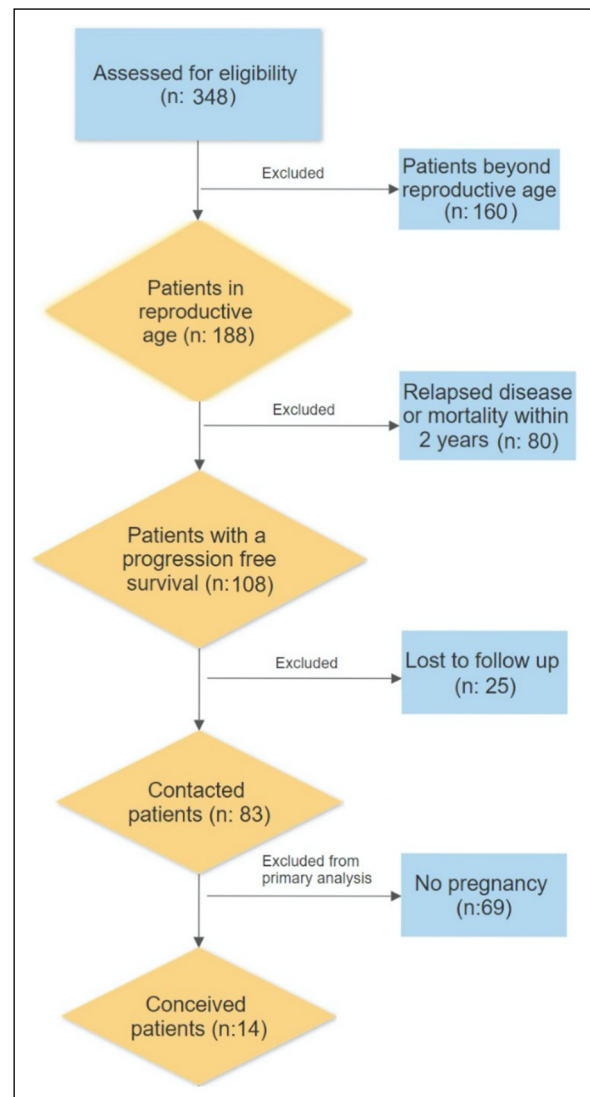 Assessed for eligibility
(n: 348)
Excluded
Patients beyond
reproductive age
(n: 160)
Patients in
reproductive
age (n: 188)
Excluded
Relapsed disease
or mortality within
2 years (n: 80)
Patients with a
progression free
survival (n:108)
Excluded
Lost to follow up
(n: 25)
Contacted
patients (n: 83)
Excluded from
primary analysis
No pregnancy
(n:69)
Conceived
patients (n:14)